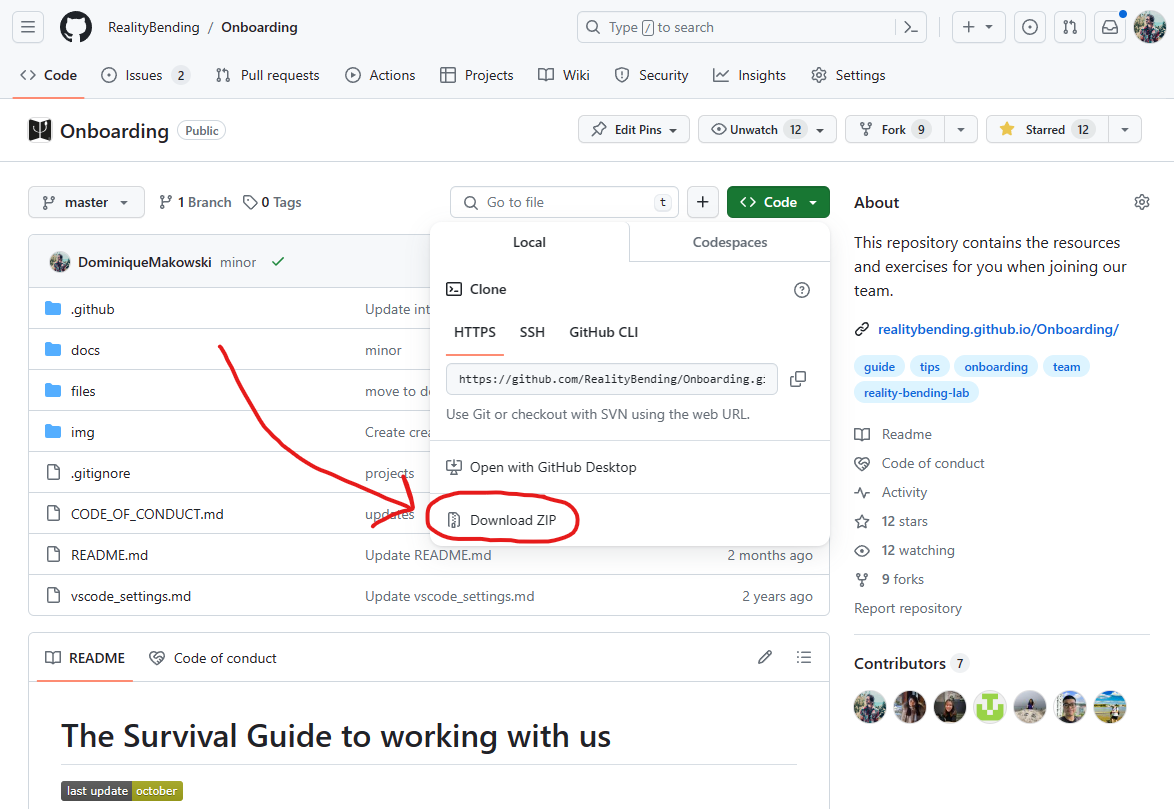 RealityBending / Onboarding
Type / to search
Code
Issues 2
Pull requests
Actions
Projects
Wiki
Security
Insights
Settings
Onboarding Public
Edit Pins
Unwatch 12
Fork 9
Starred 12
master
1 Branch
0 Tags
Go to file t
Code
DominiqueMakowski minor
.github Update int
docs minor
files move to do
img Create crea
.gitignore projects
CODE_OF_CONDUCT.md updates
README.md Update README.md 2 months ago
vscode_settings.md Update vscode_settings.md 2 years ago
Local Codespaces
Clone
HTTPS SSH GitHub CLI
https://github.com/RealityBending/Onboarding.gi
Use Git or checkout with SVN using the web URL.
Open with GitHub Desktop
Download ZIP
README
Code of conduct
The Survival Guide to working with us
last update october
About
This repository contains the resources
and exercises for you when joining our
team.
realitybending.github.io/Onboarding/
guide tips onboarding team
reality-bending-lab
Readme
Code of conduct
Activity
12 stars
12 watching
9 forks
Report repository
Contributors 7